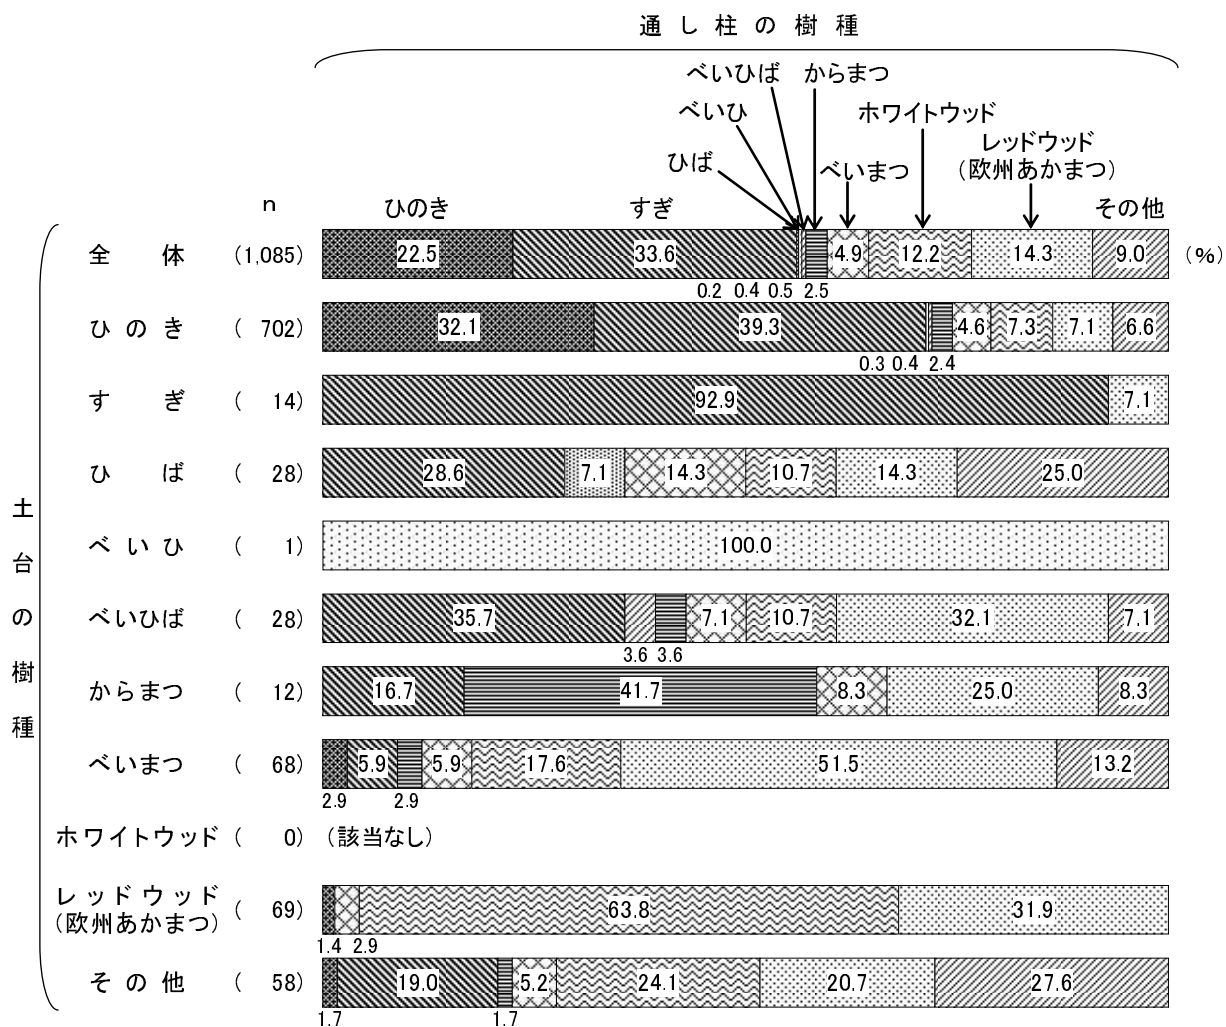 通し柱の樹種
べいひば からまつ
べいひ ホワイトウッド
ひば べいまつ レッドウッド
(欧州あかまつ)
n ひのき すぎ その他
全体 (1,085) 22.5 33.6 4.9 12.2 14.3 9.0 (%)
0.2 0.4 0.5 2.5
ひのき ( 702) 32.1 39.3 4.6 7.3 7.1 6.6
0.3 0.4 2.4
すぎ ( 14) 92.9 7.1
ひば ( 28) 28.6 7.1 14.3 10.7 14.3 25.0
べいひ ( 1) 100.0
べいひば ( 28) 35.7 7.1 10.7 32.1 7.1
3.6 3.6
からまつ ( 12) 16.7 41.7 8.3 25.0 8.3
べいまつ ( 68) 5.9 5.9 17.6 51.5 13.2
2.9 2.9
ホワイトウッド ( 0) (該当なし)
レッドウッド
(欧州あかまつ) ( 69) 63.8 31.9
1.4 2.9
その他 ( 58) 19.0 5.2 24.1 20.7 27.6
1.7 1.7
土台の樹種